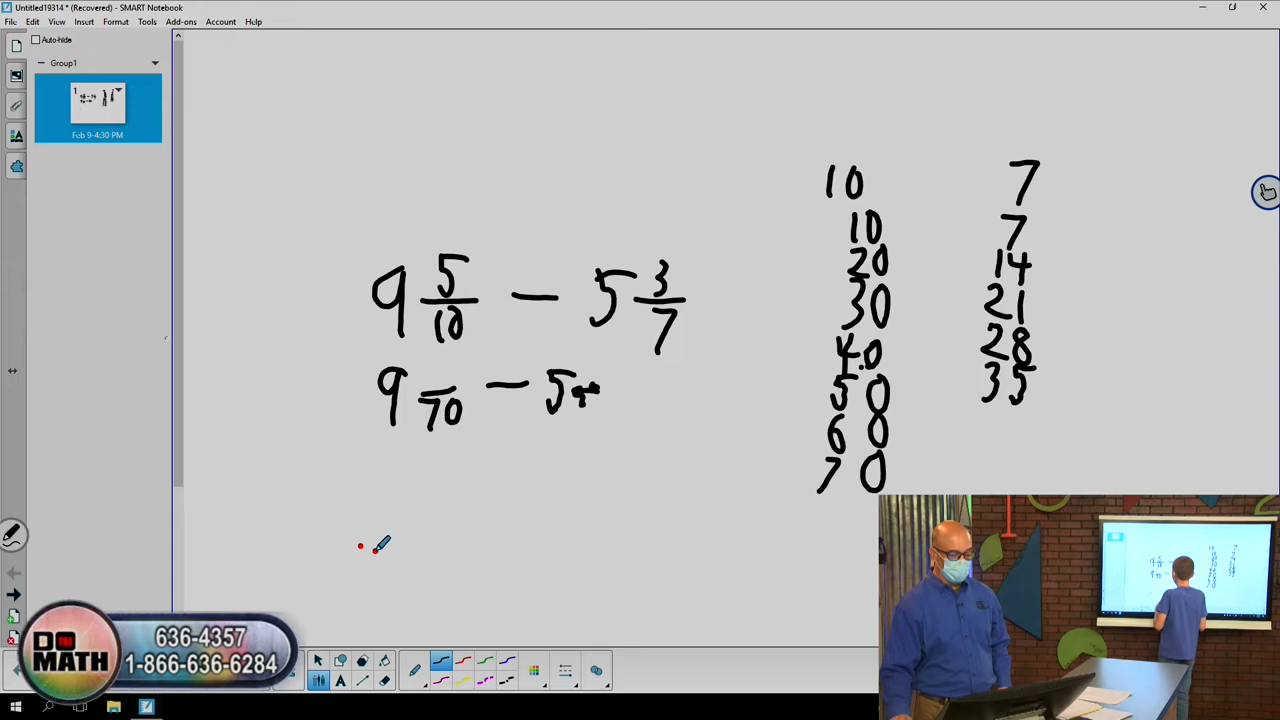 Untitled19314 * (Recovered) - SMART Notebook
File Edit View Insert Format Tools Add-ons Account Help
Auto-hide
Group1
1
Feb 9-4:30 PM
9 5/10 - 5 3/7
9 /70 - 5
10
10
20
30
40
50
60
70
7
7
14
21
28
35
DO THE MATH
636-4357
1-866-636-6284